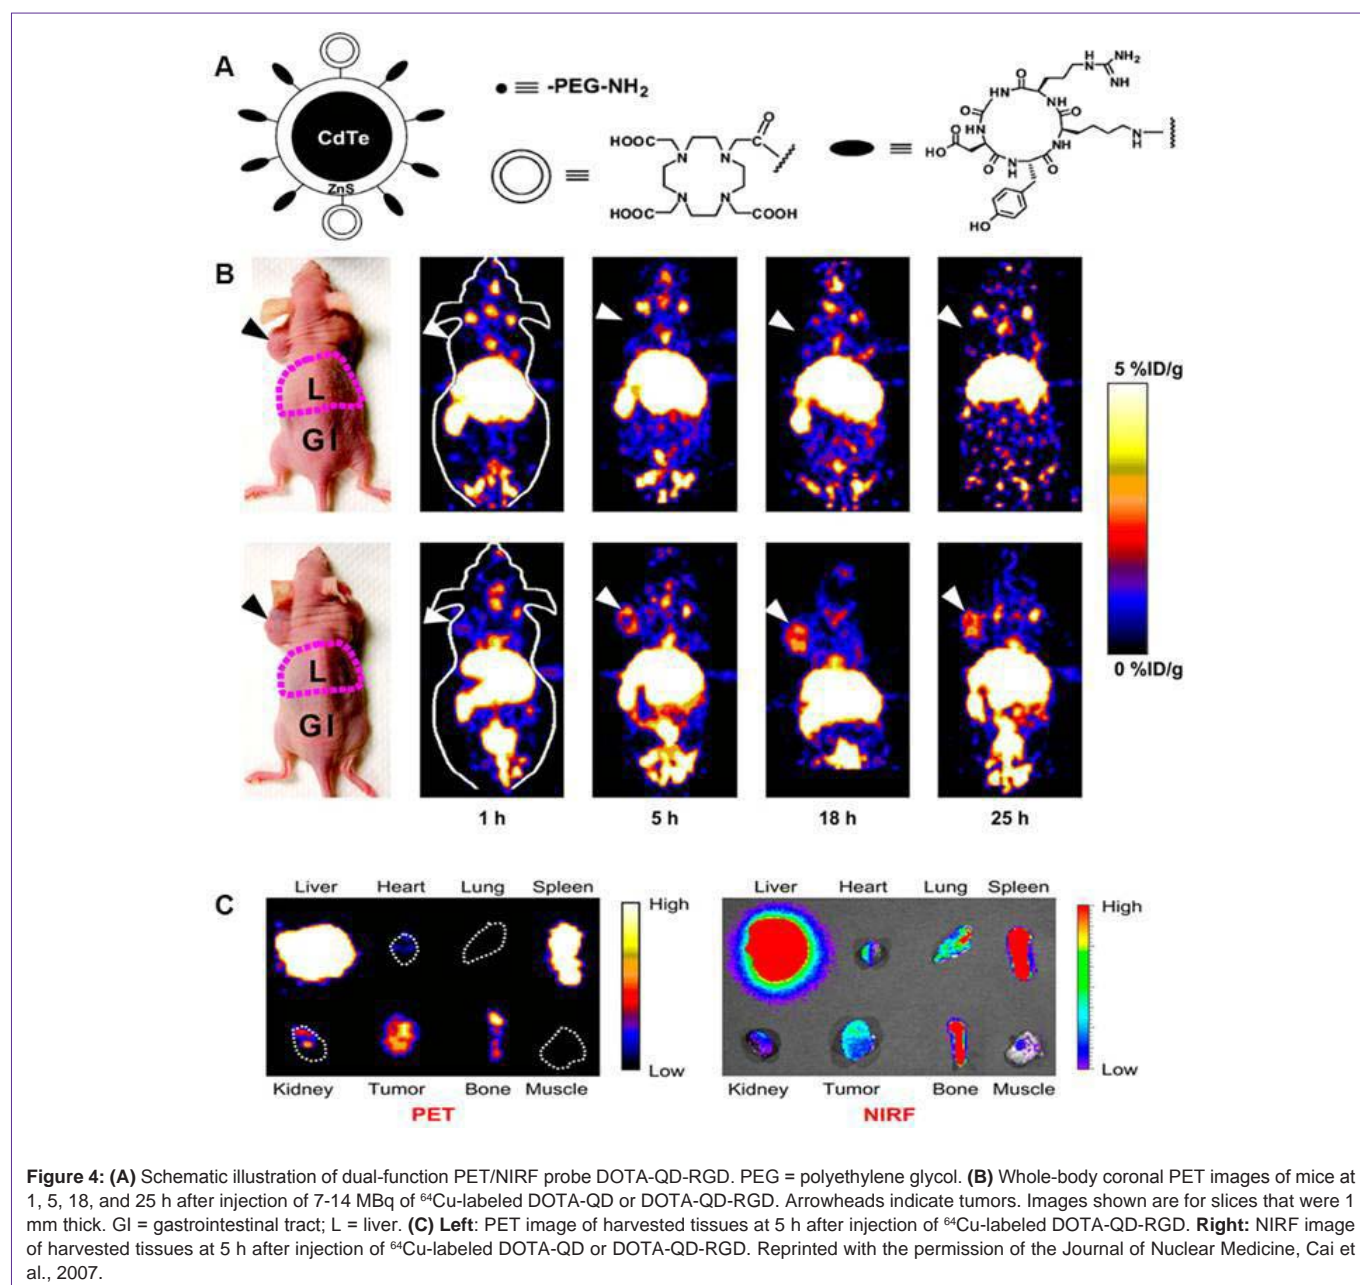 A
CdTe
ZnS
● ≡ -PEG-NH₂
≡
HOOC
O
N N
N N
HOOC
COOH
≡
H
N NH₂
NH
O
HN
NH
O
O
HN
NH
O
HO
O
N
H
O
N
H
HO
B
L
GI
5 %ID/g
0 %ID/g
L
GI
1 h 5 h 18 h 25 h
C
Liver Heart Lung Spleen
High
Low
Kidney Tumor Bone Muscle
PET
Liver Heart Lung Spleen
High
Low
Kidney Tumor Bone Muscle
NIRF
Figure 4: (A) Schematic illustration of dual-function PET/NIRF probe DOTA-QD-RGD. PEG = polyethylene glycol. (B) Whole-body coronal PET images of mice at
1, 5, 18, and 25 h after injection of 7-14 MBq of ⁶⁴Cu-labeled DOTA-QD or DOTA-QD-RGD. Arrowheads indicate tumors. Images shown are for slices that were 1
mm thick. GI = gastrointestinal tract; L = liver. (C) Left: PET image of harvested tissues at 5 h after injection of ⁶⁴Cu-labeled DOTA-QD-RGD. Right: NIRF image
of harvested tissues at 5 h after injection of ⁶⁴Cu-labeled DOTA-QD or DOTA-QD-RGD. Reprinted with the permission of the Journal of Nuclear Medicine, Cai et
al., 2007.